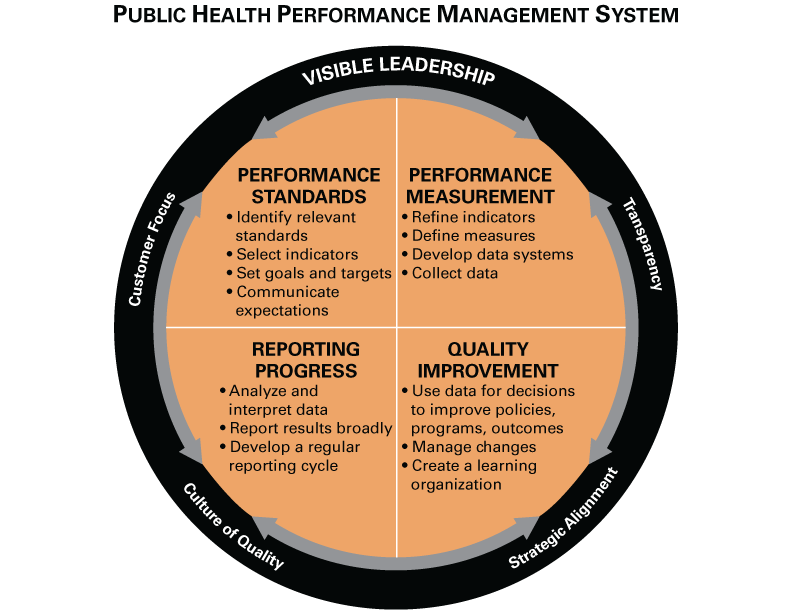 PUBLIC HEALTH PERFORMANCE MANAGEMENT SYSTEM
VISIBLE LEADERSHIP
Customer Focus
Transparency
PERFORMANCE
STANDARDS
• Identify relevant
standards
• Select indicators
• Set goals and targets
• Communicate
expectations
PERFORMANCE
MEASUREMENT
• Refine indicators
• Define measures
• Develop data systems
• Collect data
REPORTING
PROGRESS
• Analyze and
interpret data
• Report results broadly
• Develop a regular
reporting cycle
QUALITY
IMPROVEMENT
• Use data for decisions
to improve policies,
programs, outcomes
• Manage changes
• Create a learning
organization
Culture of Quality
Strategic Alignment